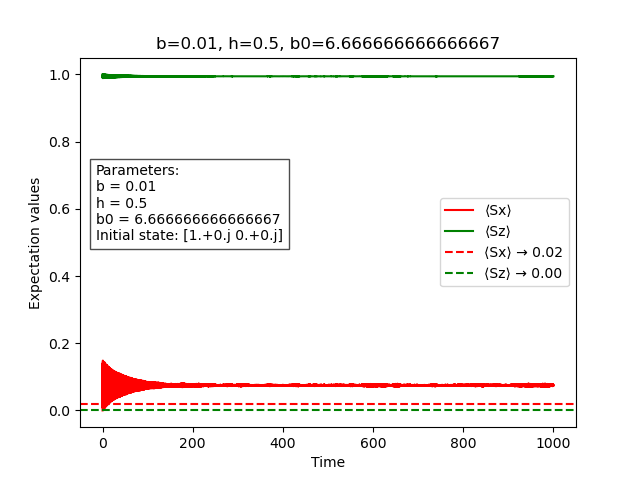 b=0.01, h=0.5, b0=6.666666666666667
Expectation values
1.0
0.8
0.6
0.4
0.2
0.0
Parameters:
b = 0.01
h = 0.5
b0 = 6.666666666666667
Initial state: [1.+0.j 0.+0.j]
⟨Sx⟩
⟨Sz⟩
⟨Sx⟩ → 0.02
⟨Sz⟩ → 0.00
0 200 400 600 800 1000
Time